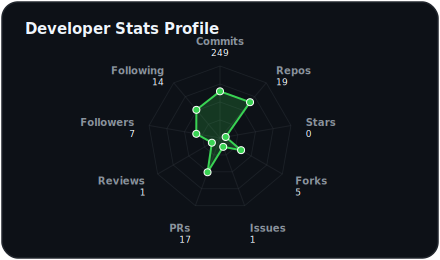 Developer Stats Profile
Commits
249
Following
14
Repos
19
Followers
7
Stars
0
Reviews
1
Forks
5
PRs
17
Issues
1